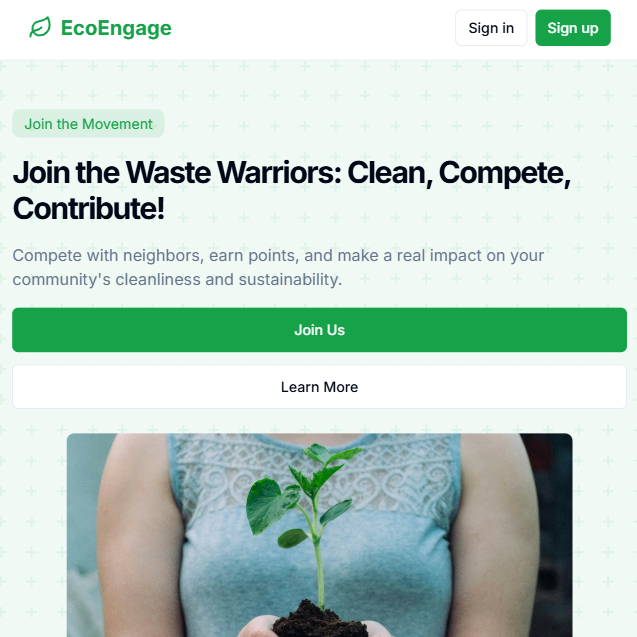 EcoEngage
Sign in
Sign up
Join the Movement
Join the Waste Warriors: Clean, Compete,
Contribute!
Compete with neighbors, earn points, and make a real impact on your
community's cleanliness and sustainability.
Join Us
Learn More